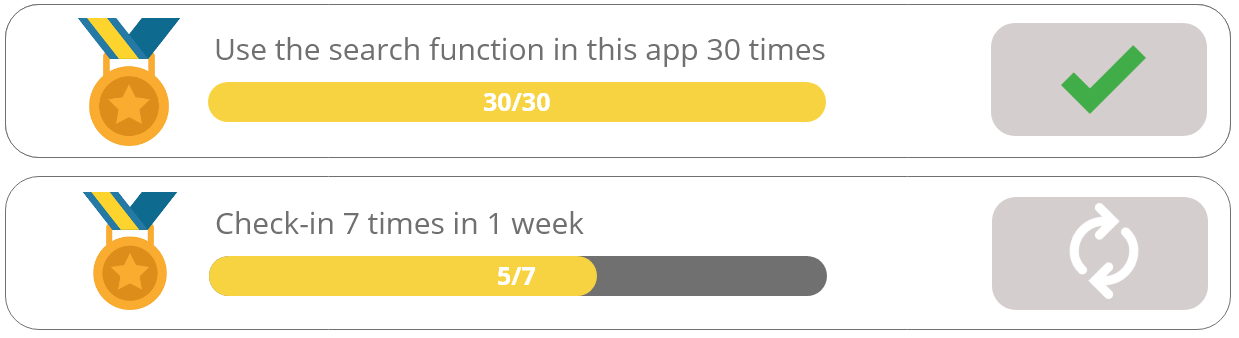 Use the search function in this app 30 times
30/30
Check-in 7 times in 1 week
5/7